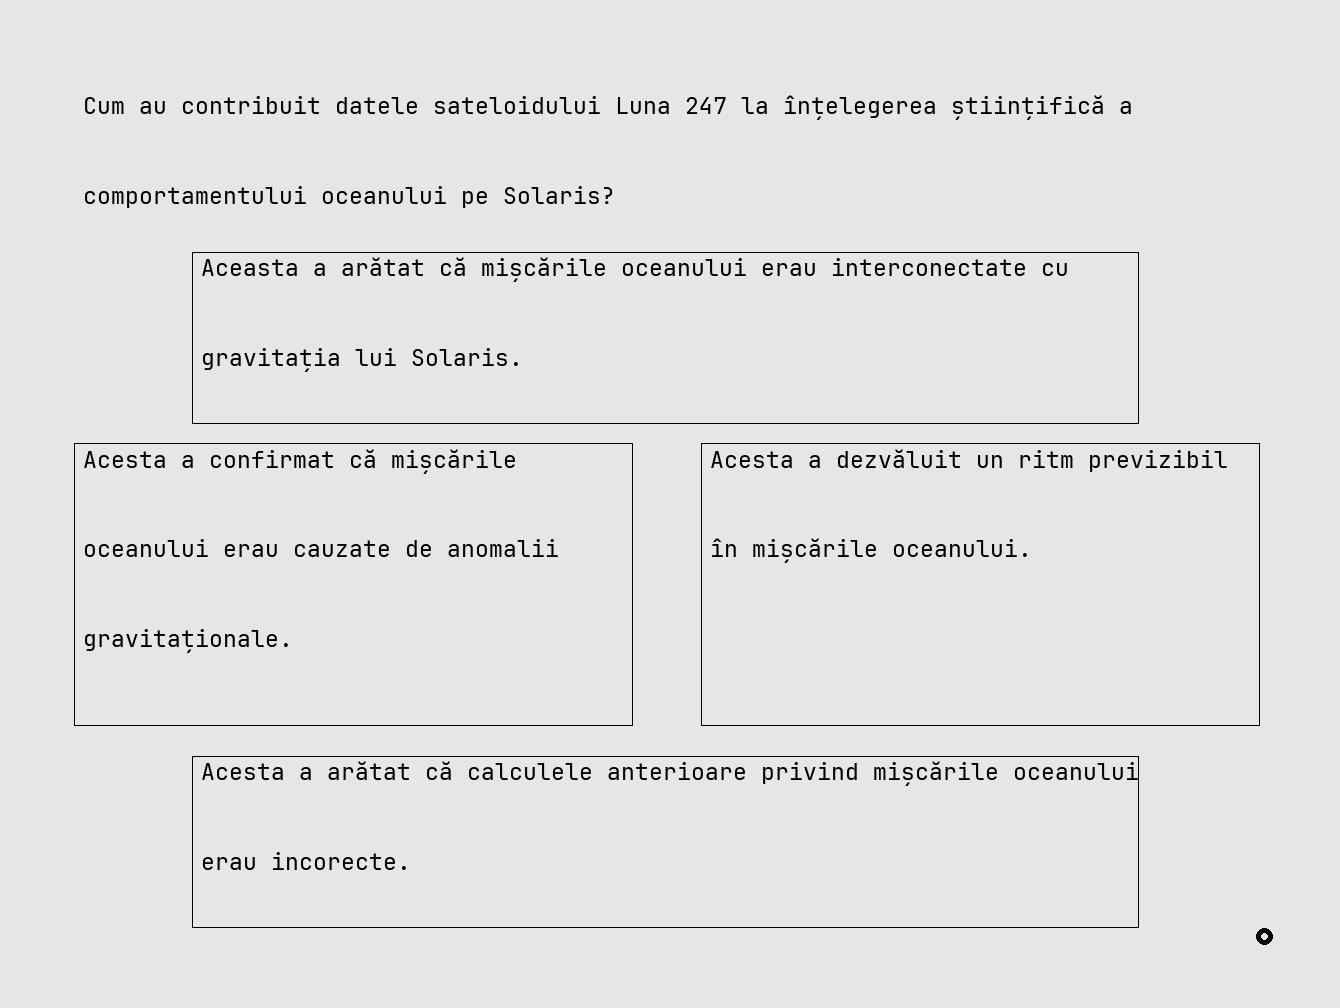 Cum au contribuit datele sateloidului Luna 247 la înțelegerea științifică a
comportamentului oceanului pe Solaris?
Aceasta a arătat că mișcările oceanului erau interconectate cu
gravitația lui Solaris.
Acesta a confirmat că mișcările
oceanului erau cauzate de anomalii
gravitaționale.
Acesta a dezvăluit un ritm previzibil
în mișcările oceanului.
Acesta a arătat că calculele anterioare privind mișcările oceanului
erau incorecte.